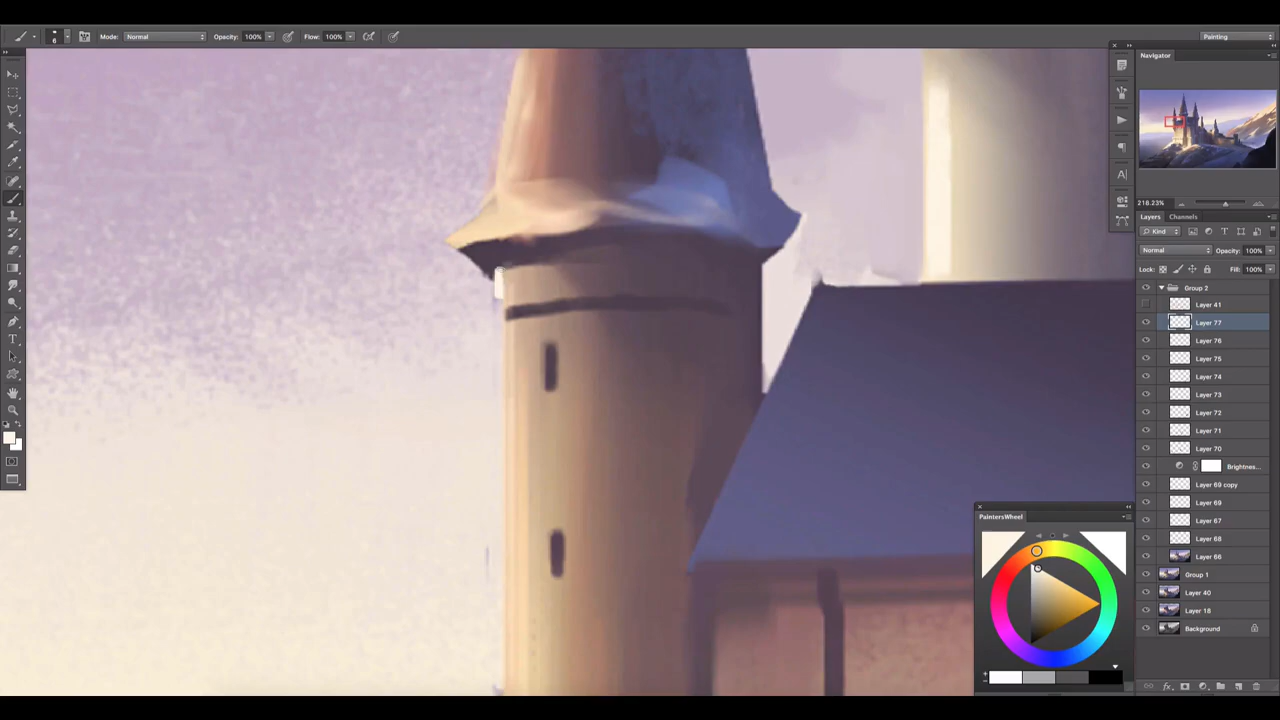 6
Mode: Normal
Opacity: 100%
Flow: 100%
Painting
Navigator
218.23%
Layers Channels
Kind
Normal
Opacity: 100%
Lock:
Fill: 100%
Group 2
Layer 41
Layer 77
Layer 76
Layer 75
Layer 74
Layer 73
Layer 72
Layer 71
Layer 70
Brightnes...
Layer 69 copy
Layer 69
Layer 67
Layer 68
Layer 66
Group 1
Layer 40
Layer 18
Background
PaintersWheel